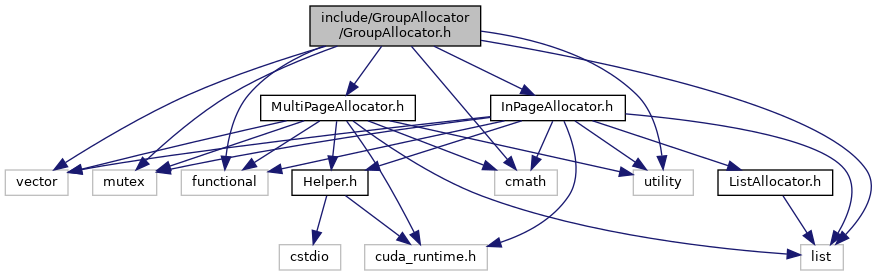 include/GroupAllocator
/GroupAllocator.h
MultiPageAllocator.h
InPageAllocator.h
vector
mutex
functional
Helper.h
cmath
utility
ListAllocator.h
cstdio
cuda_runtime.h
list